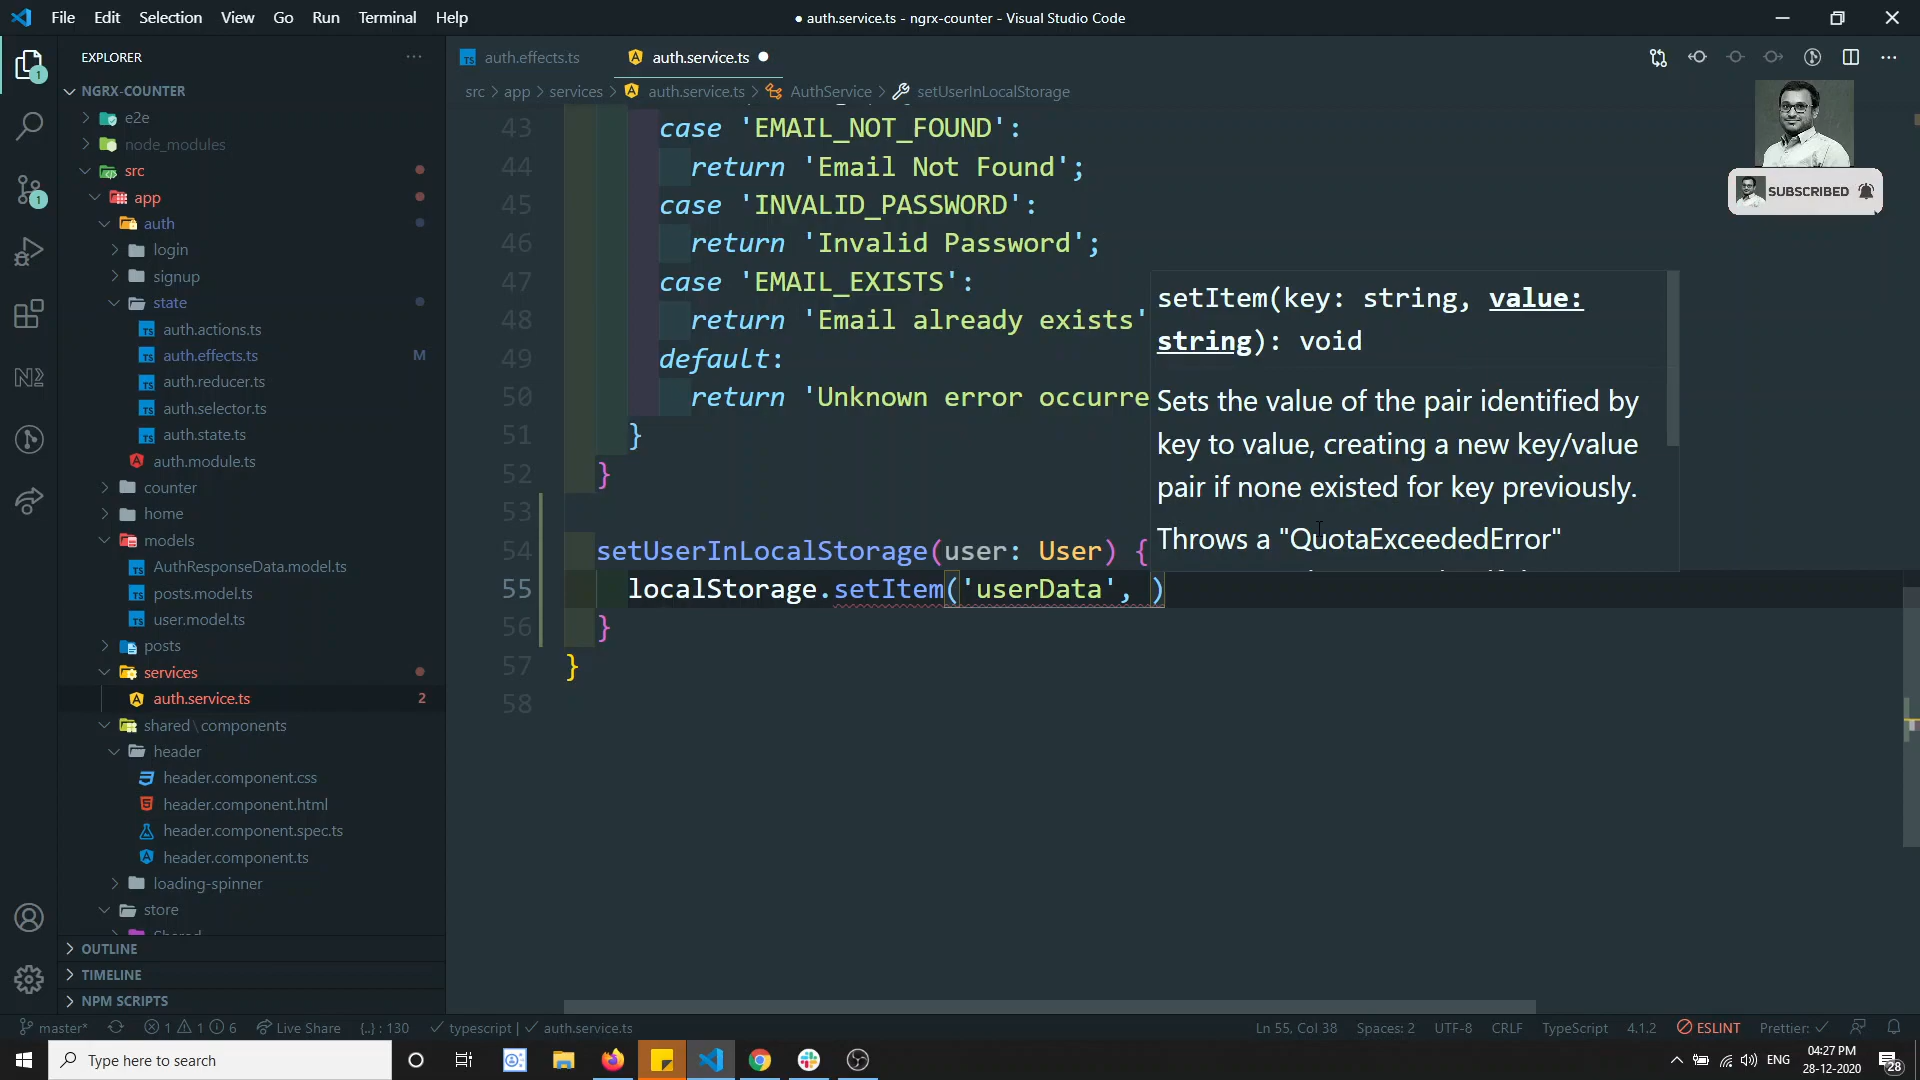 File Edit Selection View Go Run Terminal Help
● auth.service.ts - ngrx-counter - Visual Studio Code
EXPLORER
NGRX-COUNTER
e2e
node_modules
src
app
auth
login
signup
state
auth.actions.ts
auth.effects.ts M
auth.reducer.ts
auth.selector.ts
auth.state.ts
auth.module.ts
counter
home
models
AuthResponseData.model.ts
posts.model.ts
user.model.ts
posts
services
auth.service.ts 2
shared\components
header
header.component.css
header.component.html
header.component.spec.ts
header.component.ts
loading-spinner
store
Shared
OUTLINE
TIMELINE
NPM SCRIPTS
auth.effects.ts auth.service.ts ●
src > app > services > auth.service.ts > AuthService > setUserInLocalStorage
SUBSCRIBED
43 case 'EMAIL_NOT_FOUND':
44 return 'Email Not Found';
45 case 'INVALID_PASSWORD':
46 return 'Invalid Password';
47 case 'EMAIL_EXISTS':
48 return 'Email already exists'
49 default:
50 return 'Unknown error occurre
51 }
52 }
53
54 setUserInLocalStorage(user: User) {
55 localStorage.setItem('userData', )
56 }
57 }
58
setItem(key: string, value:
string): void
Sets the value of the pair identified by
key to value, creating a new key/value
pair if none existed for key previously.
Throws a "QuotaExceededError"
master* 1 1 6 Live Share {..} : 130 typescript | auth.service.ts
Ln 55, Col 38 Spaces: 2 UTF-8 CRLF TypeScript 4.1.2 ESLINT Prettier: ✓
Type here to search
ENG
04:27 PM
28-12-2020
28